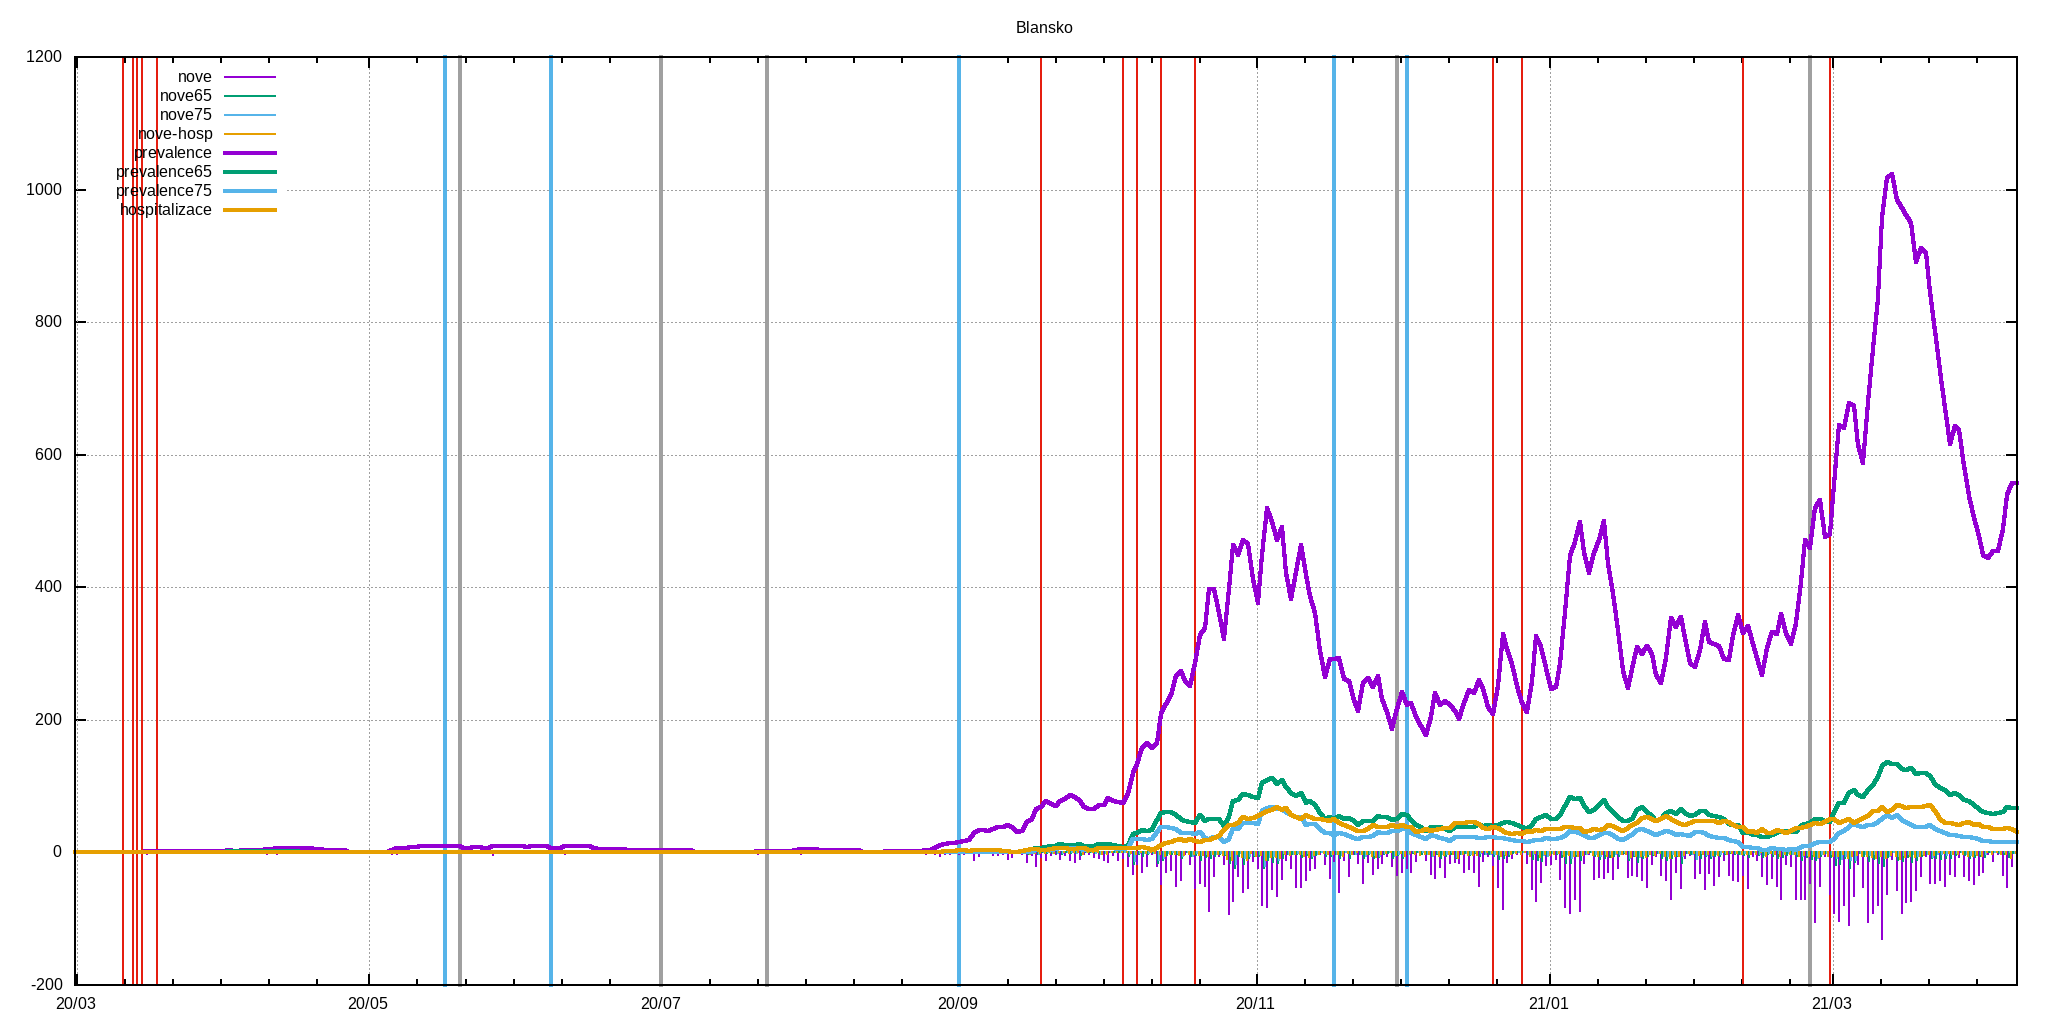 Blansko
1200
nove
nove65
nove75
nove-hosp
prevalence
prevalence65
prevalence75
hospitalizace
1000
800
600
400
200
0
-200
20/03 20/05 20/07 20/09 20/11 21/01 21/03